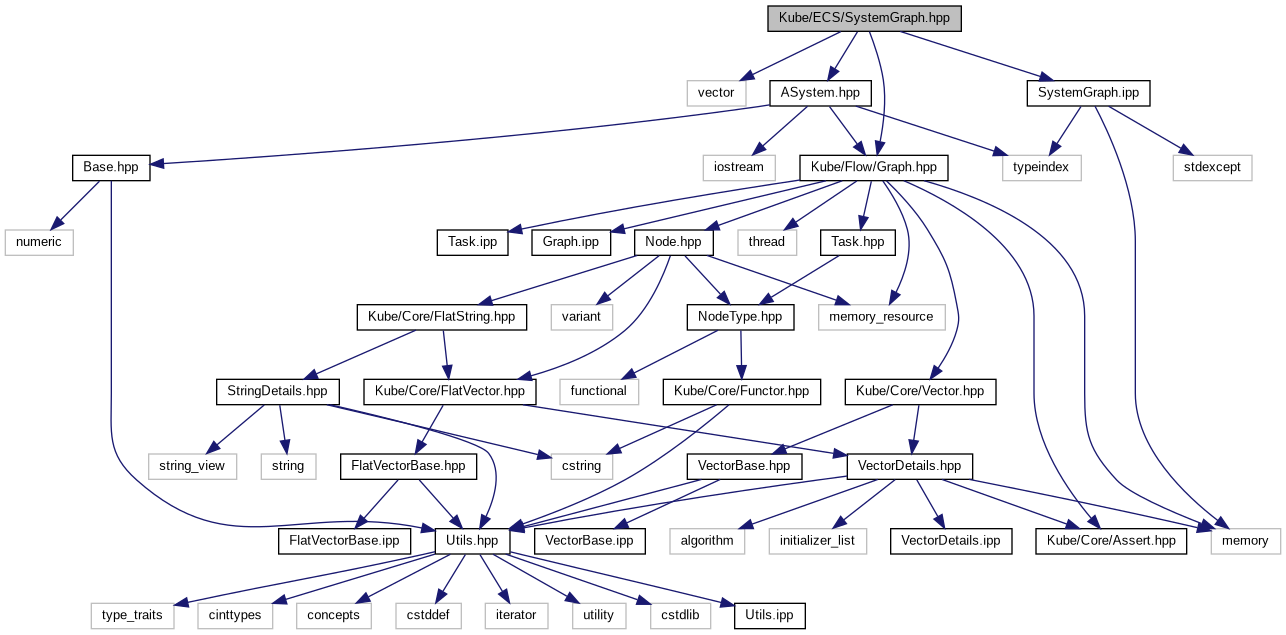 Kube/ECS/SystemGraph.hpp
vector
ASystem.hpp
SystemGraph.ipp
Base.hpp
iostream
Kube/Flow/Graph.hpp
typeindex
stdexcept
numeric
Task.ipp
Graph.ipp
Node.hpp
thread
Task.hpp
Kube/Core/FlatString.hpp
variant
NodeType.hpp
memory_resource
StringDetails.hpp
Kube/Core/FlatVector.hpp
functional
Kube/Core/Functor.hpp
Kube/Core/Vector.hpp
string_view
string
FlatVectorBase.hpp
cstring
VectorBase.hpp
VectorDetails.hpp
FlatVectorBase.ipp
Utils.hpp
VectorBase.ipp
algorithm
initializer_list
VectorDetails.ipp
Kube/Core/Assert.hpp
memory
type_traits
cinttypes
concepts
cstddef
iterator
utility
cstdlib
Utils.ipp